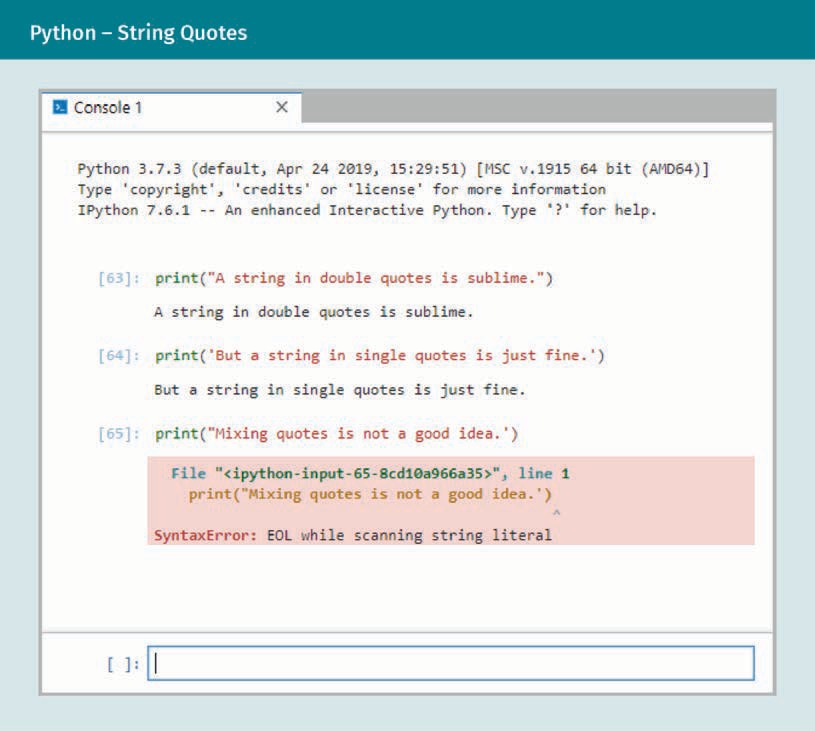 Python – String Quotes
Console 1
Python 3.7.3 (default, Apr 24 2019, 15:29:51) [MSC v.1915 64 bit (AMD64)]
Type 'copyright', 'credits' or 'license' for more information
IPython 7.6.1 -- An enhanced Interactive Python. Type '?' for help.
[63]: print("A string in double quotes is sublime.")
A string in double quotes is sublime.
[64]: print('But a string in single quotes is just fine.')
But a string in single quotes is just fine.
[65]: print("Mixing quotes is not a good idea.')
File "<ipython-input-65-8cd10a966a35>", line 1
print("Mixing quotes is not a good idea.')
^
SyntaxError: EOL while scanning string literal
[ ]: